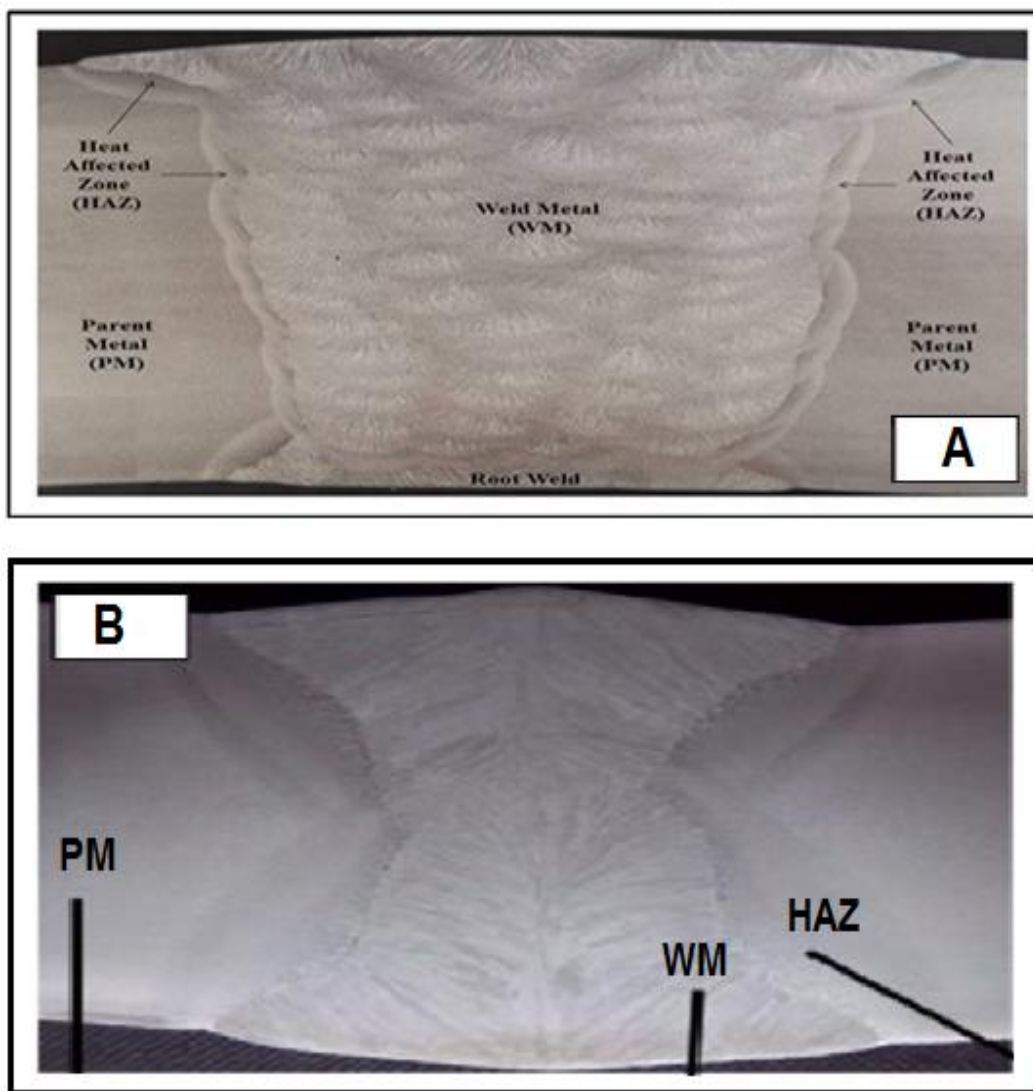 Heat
Affected
Zone
(HAZ)
Heat
Affected
Zone
(HAZ)
Weld Metal
(WM)
Parent
Metal
(PM)
Parent
Metal
(PM)
A
Root Weld
B
PM
HAZ
WM